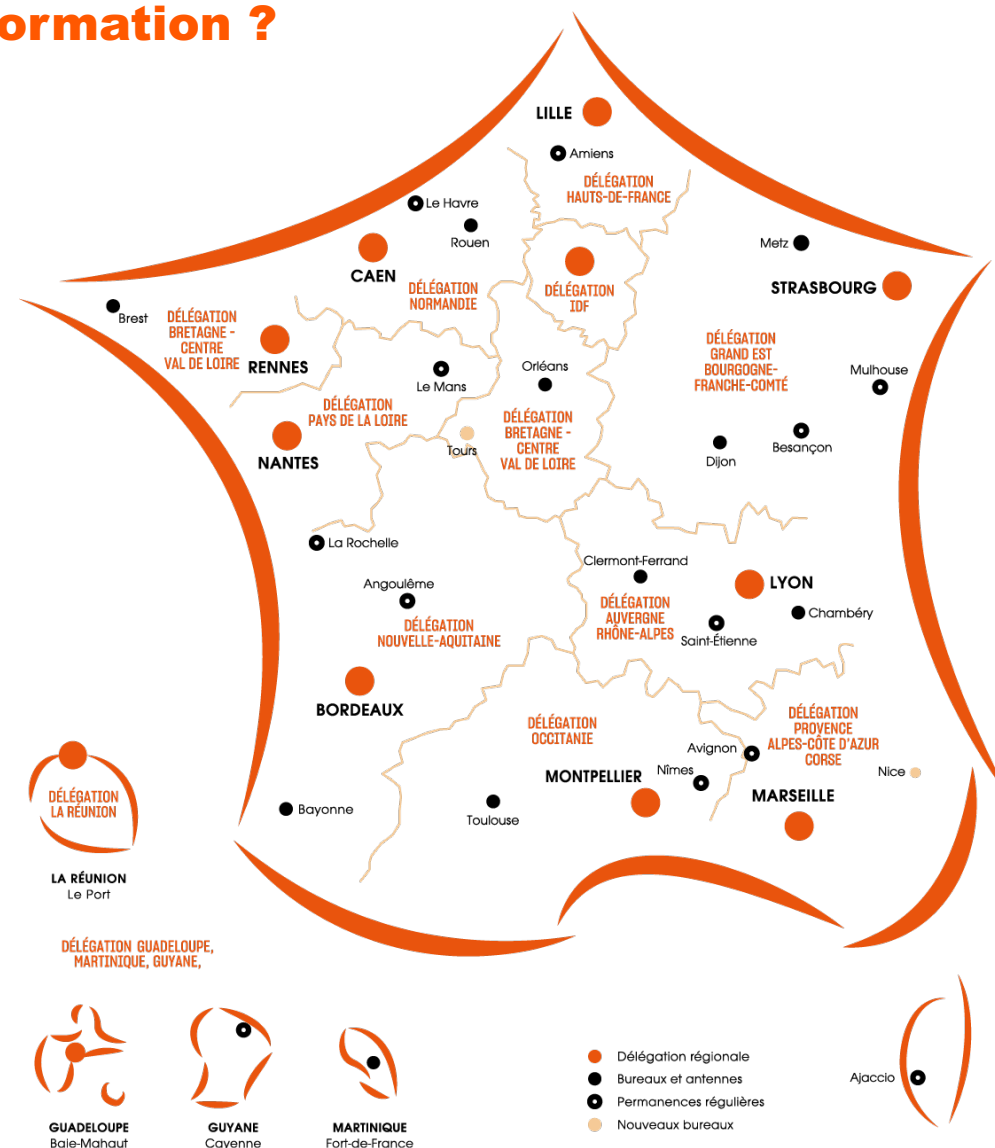 ormation ?
LILLE
Amiens
DÉLÉGATION
HAUTS-DE-FRANCE
Le Havre
Rouen
CAEN
DÉLÉGATION
NORMANDIE
DÉLÉGATION
IDF
Metz
STRASBOURG
Brest
DÉLÉGATION
BRETAGNE -
CENTRE
VAL DE LOIRE
RENNES
Le Mans
Orléans
DÉLÉGATION
GRAND EST
BOURGOGNE-
FRANCHE-COMTÉ
Mulhouse
DÉLÉGATION
PAYS DE LA LOIRE
NANTES
Tours
DÉLÉGATION
BRETAGNE -
CENTRE
VAL DE LOIRE
Dijon
Besançon
La Rochelle
Angoulême
DÉLÉGATION
NOUVELLE-AQUITAINE
Clermont-Ferrand
LYON
DÉLÉGATION
AUVERGNE
RHÔNE-ALPES
Saint-Étienne
Chambéry
BORDEAUX
DÉLÉGATION
OCCITANIE
DÉLÉGATION
PROVENCE
ALPES-CÔTE D'AZUR
CORSE
Avignon
Nîmes
Nice
MONTPELLIER
MARSEILLE
Bayonne
Toulouse
DÉLÉGATION
LA RÉUNION
LA RÉUNION
Le Port
DÉLÉGATION GUADELOUPE,
MARTINIQUE, GUYANE,
GUADELOUPE
Baie-Mahaut
GUYANE
Cayenne
MARTINIQUE
Fort-de-France
Délégation régionale
Bureaux et antennes
Permanences régulières
Nouveaux bureaux
Ajaccio